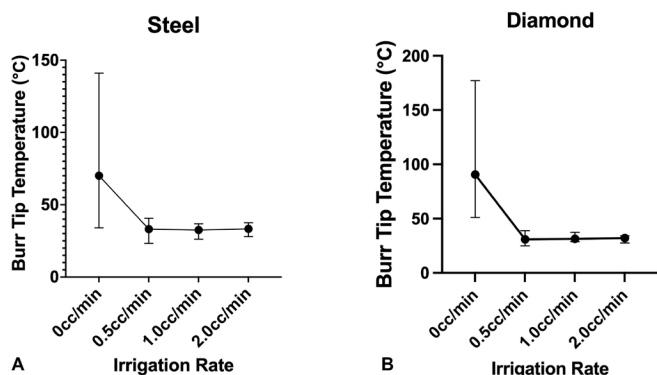 Steel
Burr Tip Temperature (°C)
150
100
50
0
0cc/min
0.5cc/min
1.0cc/min
2.0cc/min
A
Irrigation Rate
Diamond
Burr Tip Temperature (°C)
200
150
100
50
0
0cc/min
0.5cc/min
1.0cc/min
2.0cc/min
B
Irrigation Rate